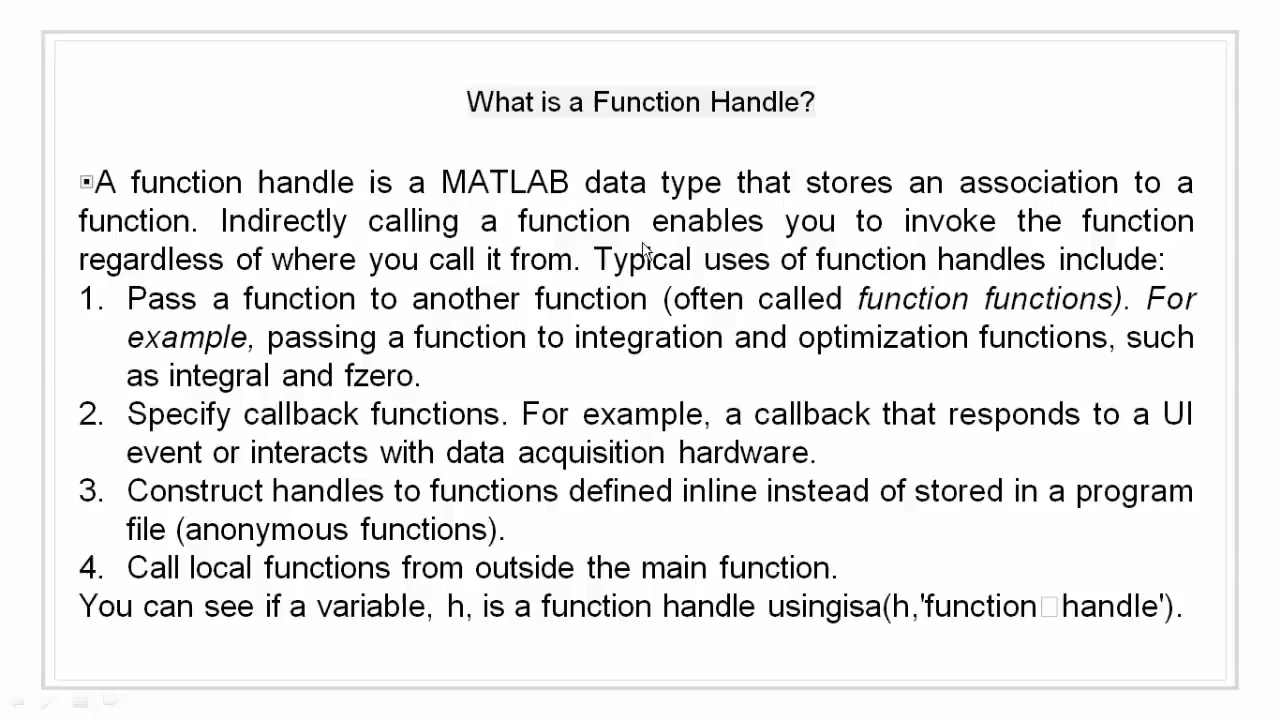 What is a Function Handle?
▣A function handle is a MATLAB data type that stores an association to a
function. Indirectly calling a function enables you to invoke the function
regardless of where you call it from. Typical uses of function handles include:
1. Pass a function to another function (often called function functions). For
example, passing a function to integration and optimization functions, such
as integral and fzero.
2. Specify callback functions. For example, a callback that responds to a UI
event or interacts with data acquisition hardware.
3. Construct handles to functions defined inline instead of stored in a program
file (anonymous functions).
4. Call local functions from outside the main function.
You can see if a variable, h, is a function handle usingisa(h,'function□handle').